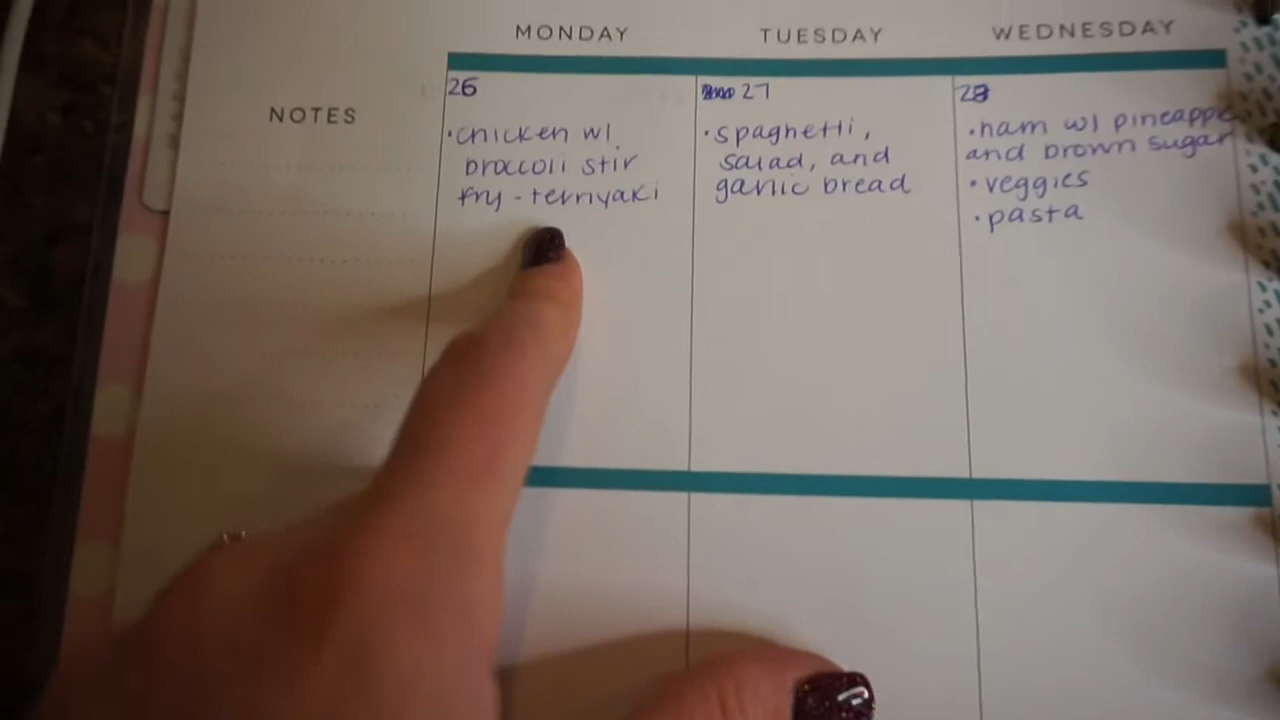 MONDAY TUESDAY WEDNESDAY
NOTES
26
•chicken w/
broccoli stir
fry - terriyaki
27
•spaghetti,
salad, and
garlic bread
28
•ham w/ pineapple
and brown sugar
•veggies
•pasta